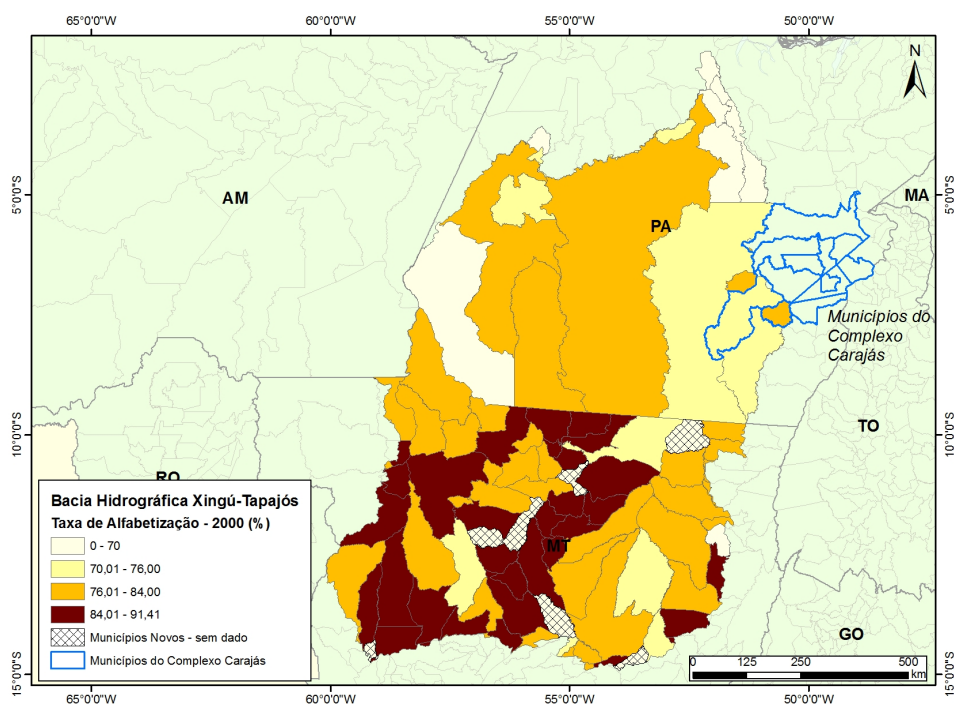 65°0'0"W 60°0'0"W 55°0'0"W 50°0'0"W
N
AM
PA
MA
5°0'0"S 5°0'0"S
Municípios do
Complexo
Carajás
TO
10°0'0"S 10°0'0"S
RO
MT
GO
Bacia Hidrográfica Xingú-Tapajós
Taxa de Alfabetização - 2000 (%)
0 - 70
70,01 - 76,00
76,01 - 84,00
84,01 - 91,41
Municípios Novos - sem dado
Municípios do Complexo Carajás
0 125 250 500
km
15°0'0"S 15°0'0"S
65°0'0"W 60°0'0"W 55°0'0"W 50°0'0"W